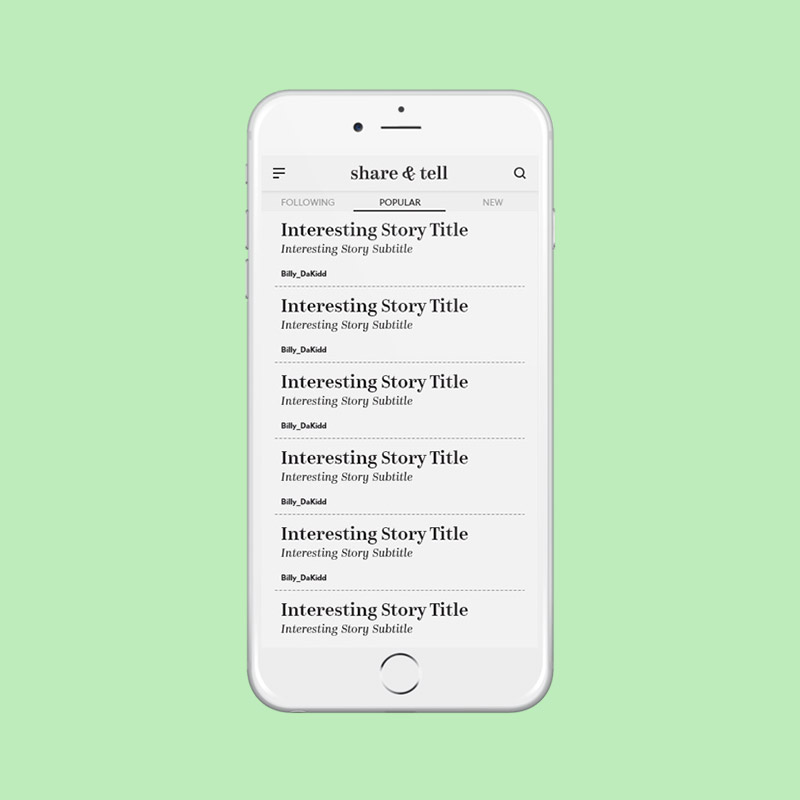 share & tell
FOLLOWING POPULAR NEW
Interesting Story Title
Interesting Story Subtitle
Billy_DaKidd
Interesting Story Title
Interesting Story Subtitle
Billy_DaKidd
Interesting Story Title
Interesting Story Subtitle
Billy_DaKidd
Interesting Story Title
Interesting Story Subtitle
Billy_DaKidd
Interesting Story Title
Interesting Story Subtitle
Billy_DaKidd
Interesting Story Title
Interesting Story Subtitle